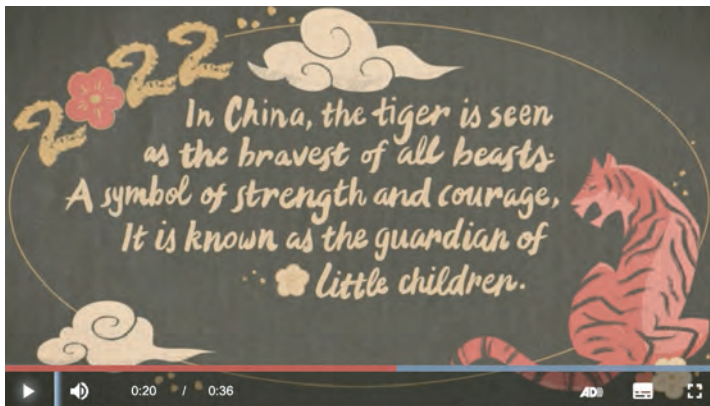 2022
In China, the tiger is seen
as the bravest of all beasts.
A symbol of strength and courage,
It is known as the guardian of
little children.
0:20 / 0:36
AD